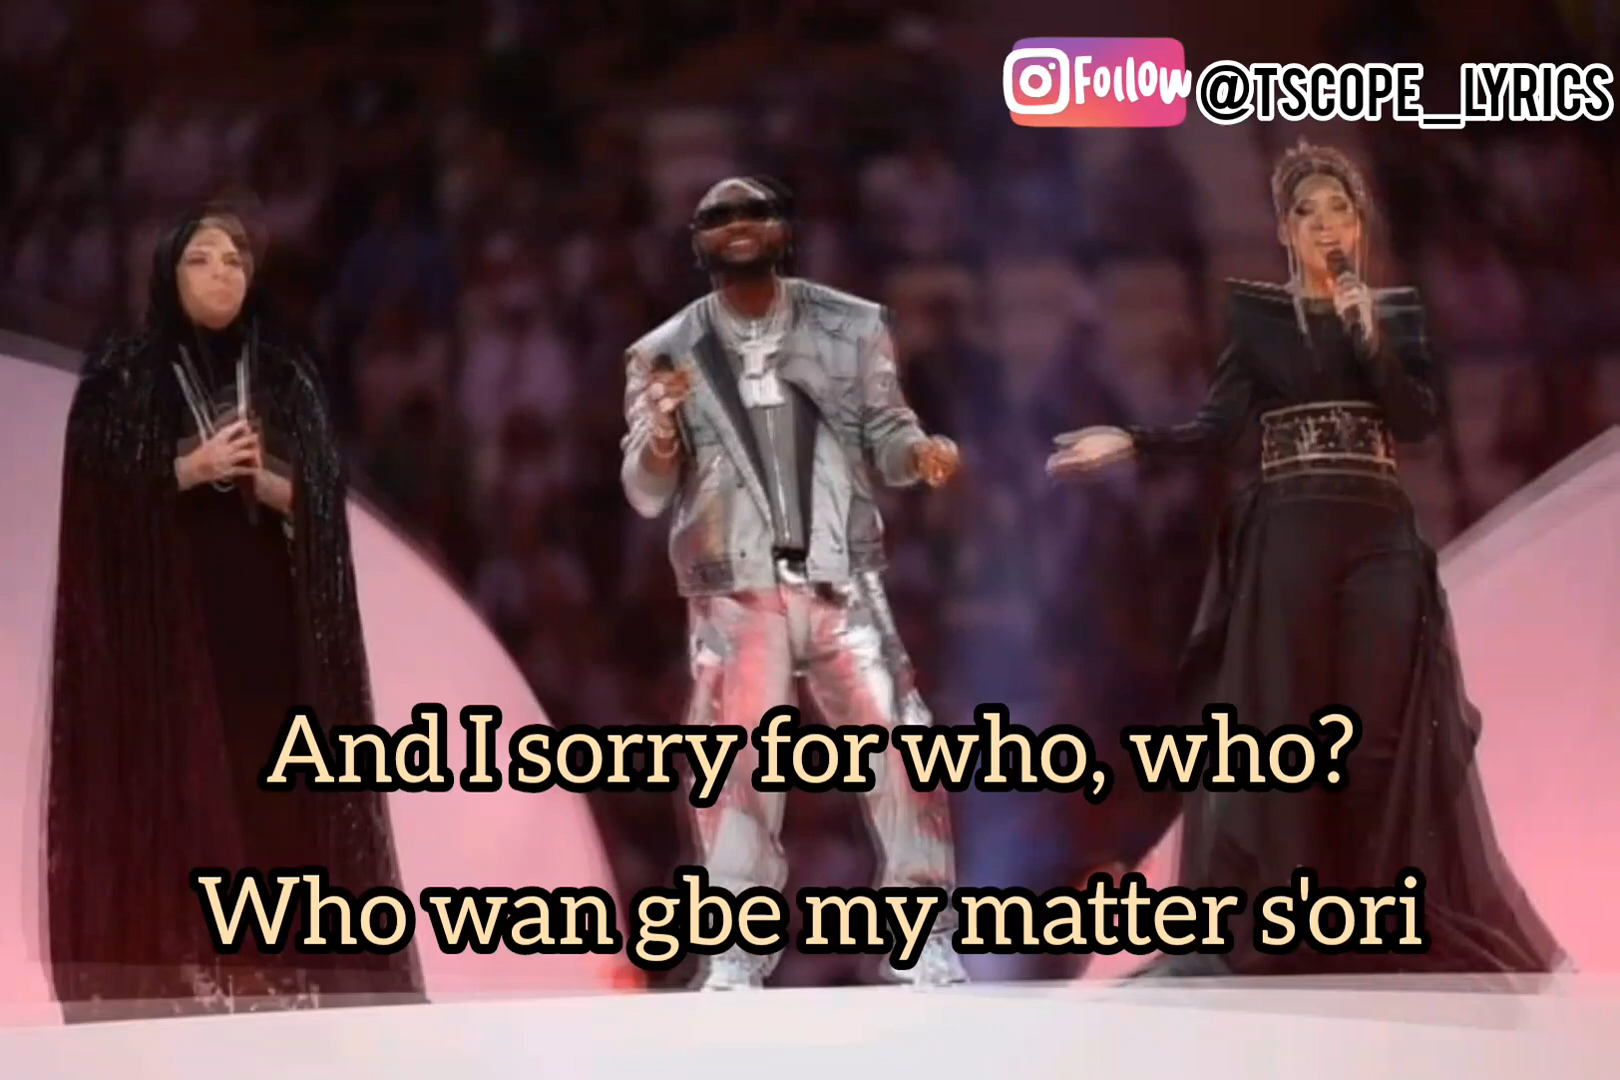 Follow @TSCOPE_LYRICS
And I sorry for who, who?
Who wan gbe my matter s'ori